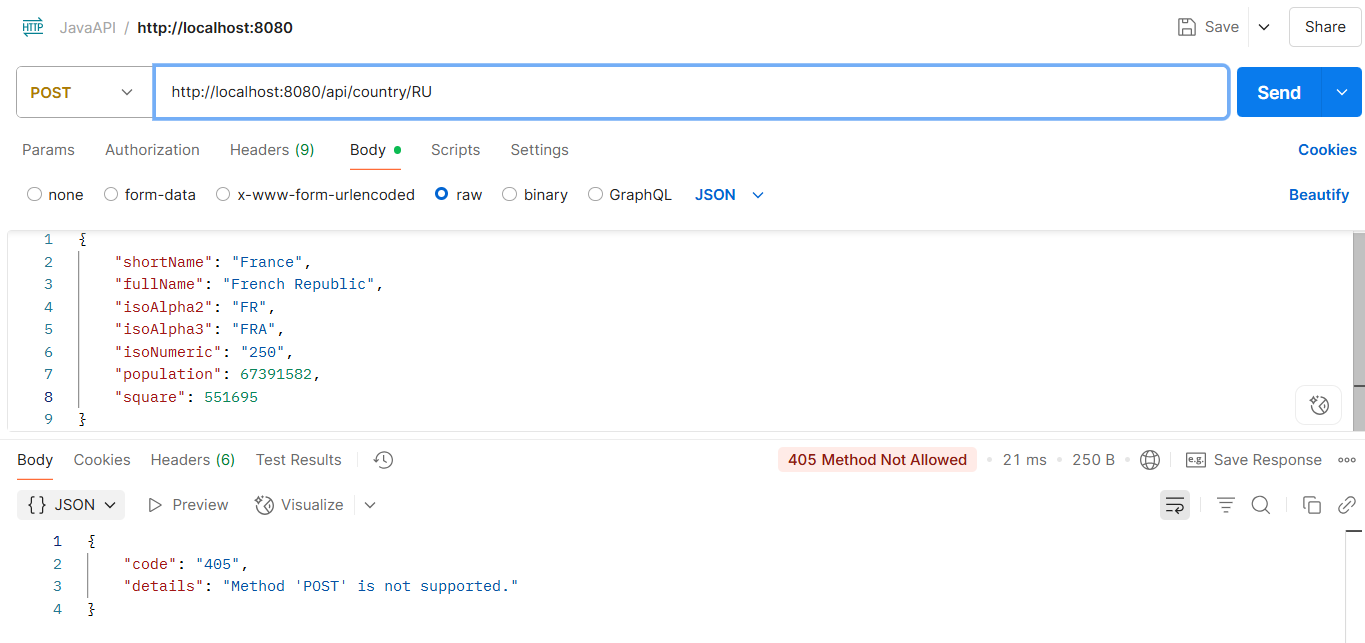 HTTP JavaAPI / http://localhost:8080 Save Share
POST http://localhost:8080/api/country/RU Send
Params Authorization Headers (9) Body Scripts Settings Cookies
none form-data x-www-form-urlencoded raw binary GraphQL JSON Beautify
1 {
2 "shortName": "France",
3 "fullName": "French Republic",
4 "isoAlpha2": "FR",
5 "isoAlpha3": "FRA",
6 "isoNumeric": "250",
7 "population": 67391582,
8 "square": 551695
9 }
Body Cookies Headers (6) Test Results 405 Method Not Allowed 21 ms 250 B e.g. Save Response
{} JSON Preview Visualize
1 {
2 "code": "405",
3 "details": "Method 'POST' is not supported."
4 }